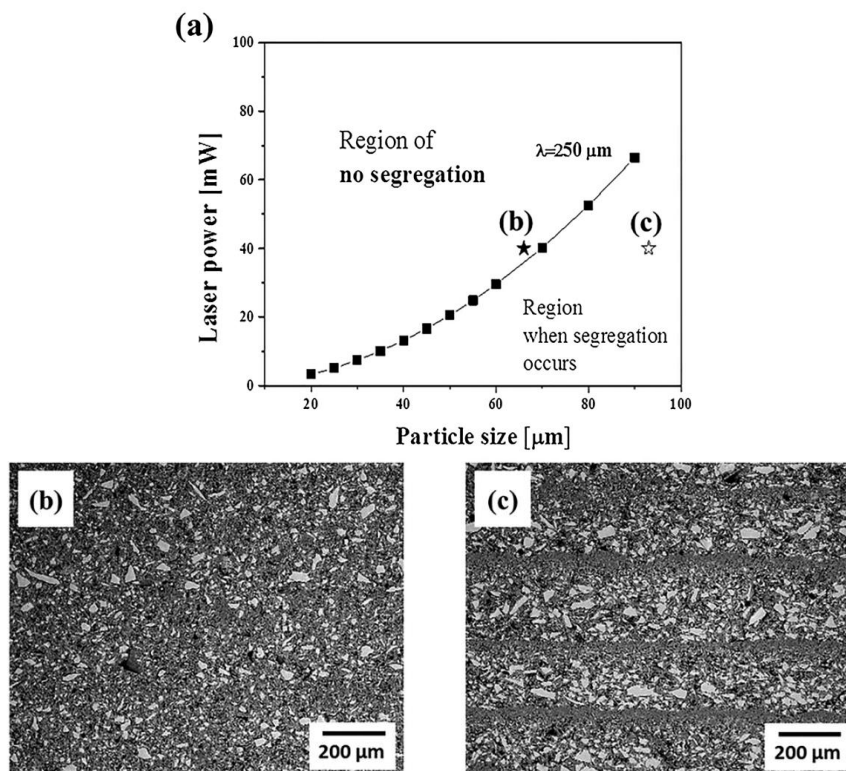 (a)
100
80
60
40
20
0
Laser power [mW]
Region of
no segregation
λ=250 μm
(b)
(c)
Region
when segregation
occurs
20
40
60
80
100
Particle size [μm]
(b)
200 μm
(c)
200 μm